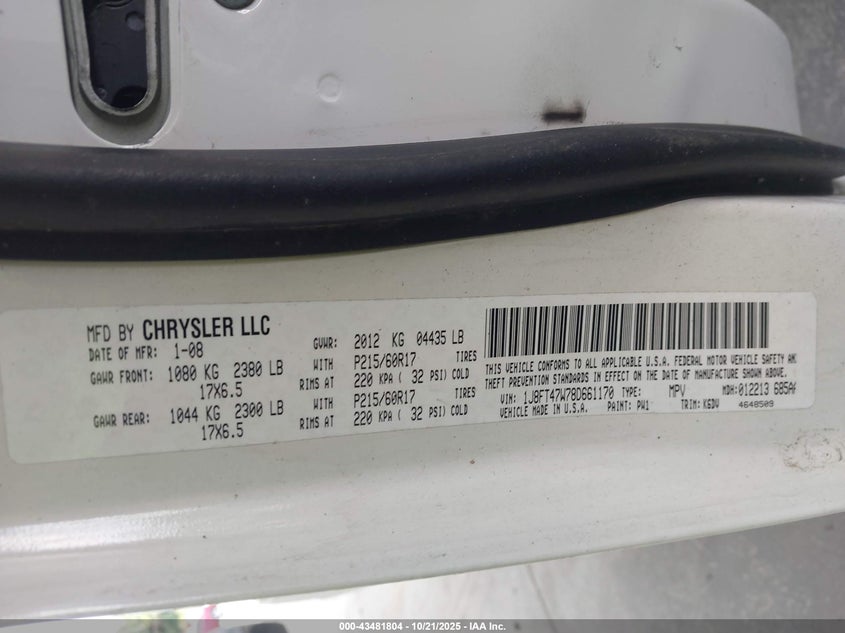 MFD BY CHRYSLER LLC
DATE OF MFR: 1-08
GVWR: 2012 KG 04435 LB
GAWR FRONT: 1080 KG 2380 LB WITH P215/60R17 TIRES
17X6.5 RIMS AT 220 KPA ( 32 PSI) COLD
GAWR REAR: 1044 KG 2300 LB WITH P215/60R17 TIRES
17X6.5 RIMS AT 220 KPA ( 32 PSI) COLD
THIS VEHICLE CONFORMS TO ALL APPLICABLE U.S.A. FEDERAL MOTOR VEHICLE SAFETY AND
THEFT PREVENTION STANDARDS IN EFFECT ON THE DATE OF MANUFACTURE SHOWN ABOVE.
VIN: 1J8FT47W78D661170 TYPE: MPV MDH:012213 685AA
VEHICLE MADE IN U.S.A. PAINT: PW1 TRIM: K6DV 4648509
000-43481804 - 10/21/2025 - IAA Inc.